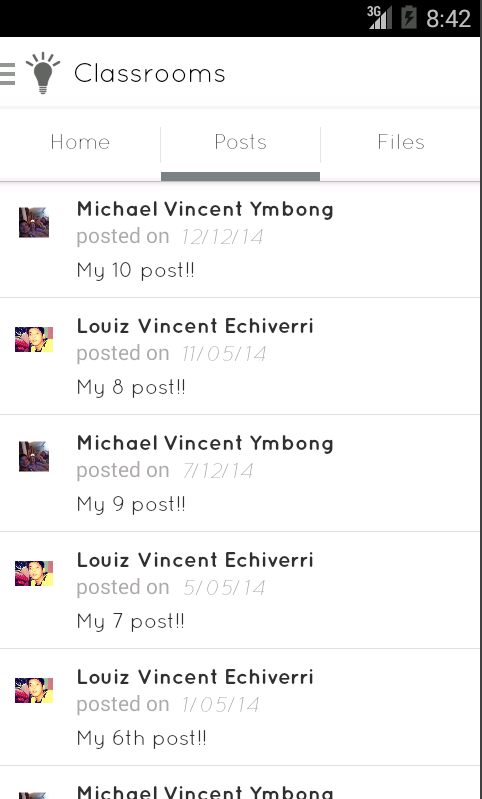 3G 8:42
Classrooms
Home Posts Files
Michael Vincent Ymbong
posted on 12/12/14
My 10 post!!
Louiz Vincent Echiverri
posted on 11/05/14
My 8 post!!
Michael Vincent Ymbong
posted on 7/12/14
My 9 post!!
Louiz Vincent Echiverri
posted on 5/05/14
My 7 post!!
Louiz Vincent Echiverri
posted on 1/05/14
My 6th post!!
Michael Vincent Ymbong